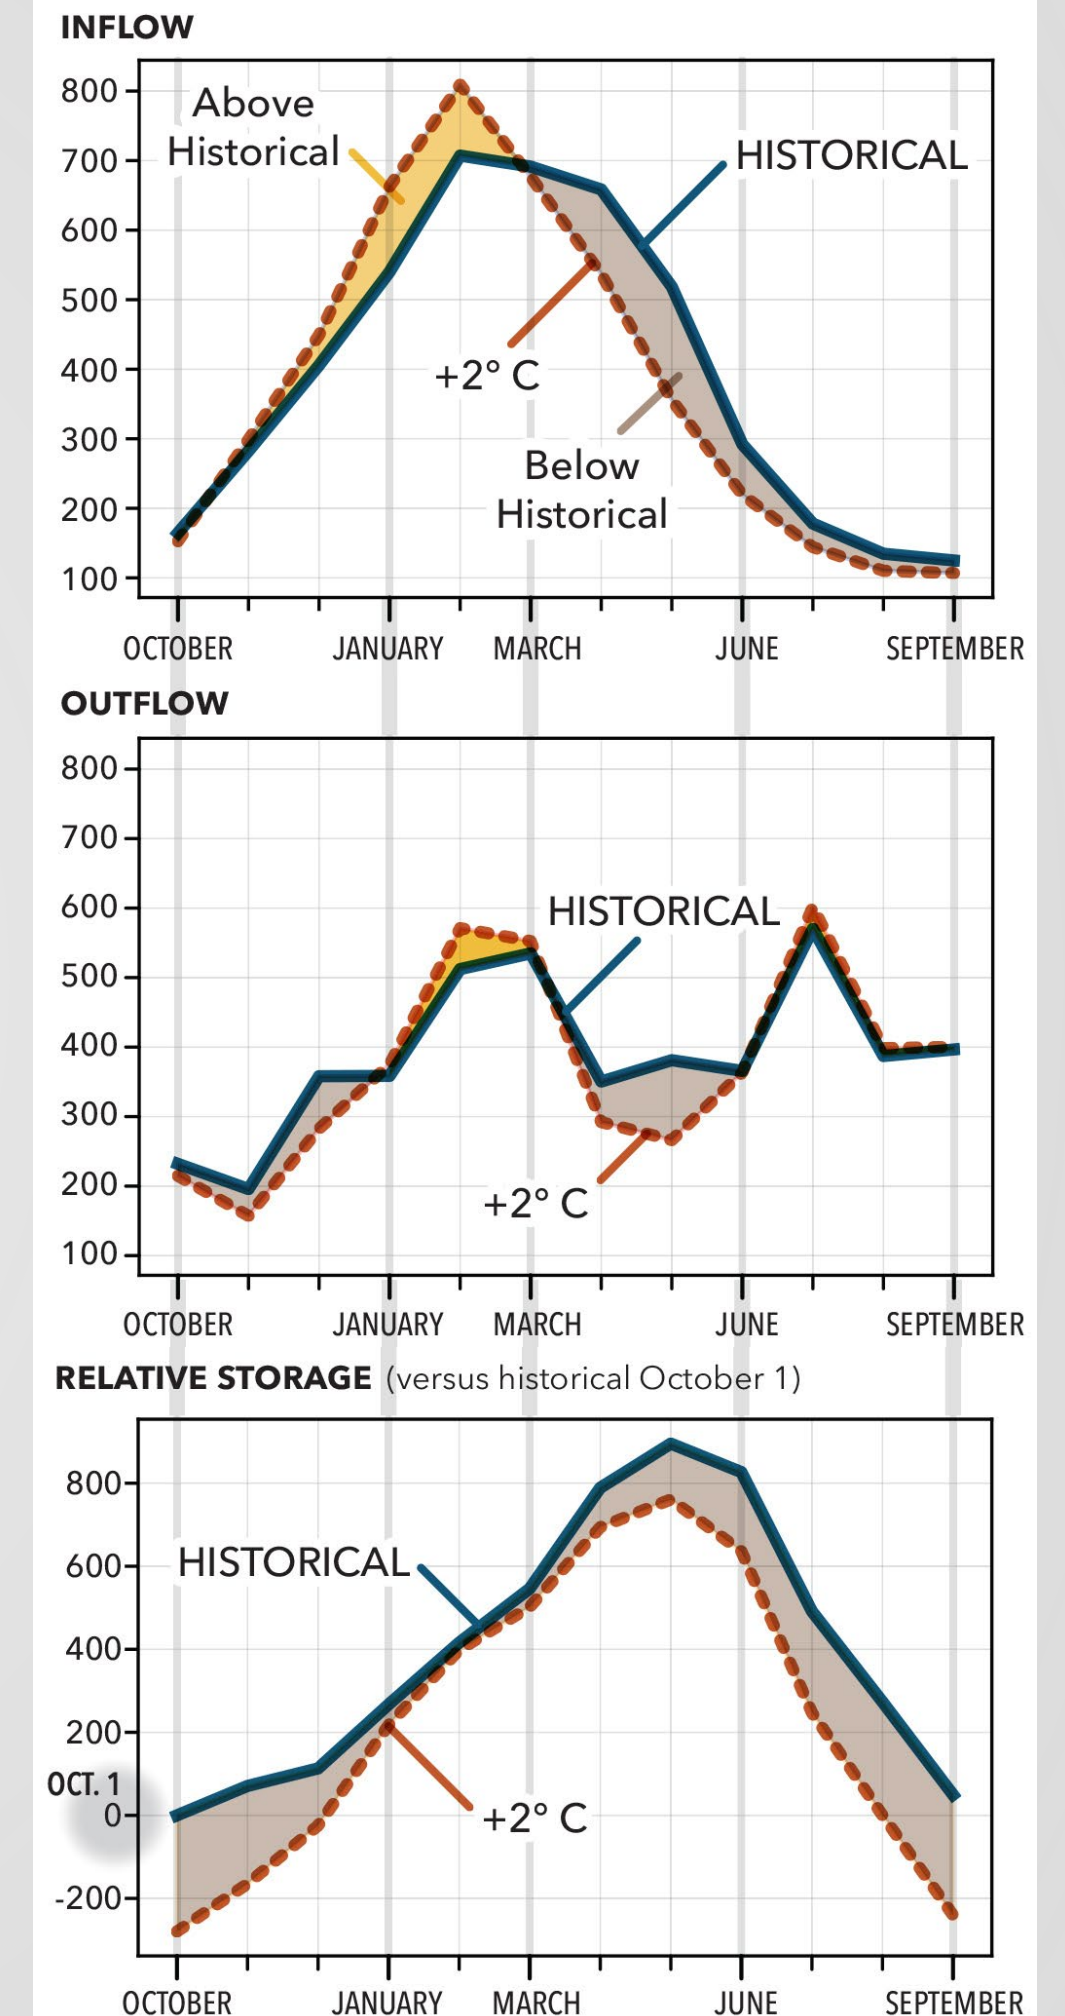 INFLOW
800
Above
Historical
700
HISTORICAL
600
500
400
+2° C
300
Below
Historical
200
100
OCTOBER JANUARY MARCH JUNE SEPTEMBER
OUTFLOW
800
700
600
HISTORICAL
500
400
300
200
+2° C
100
OCTOBER JANUARY MARCH JUNE SEPTEMBER
RELATIVE STORAGE (versus historical October 1)
800
600
HISTORICAL
400
200
OCT. 1
0
+2° C
-200
OCTOBER JANUARY MARCH JUNE SEPTEMBER